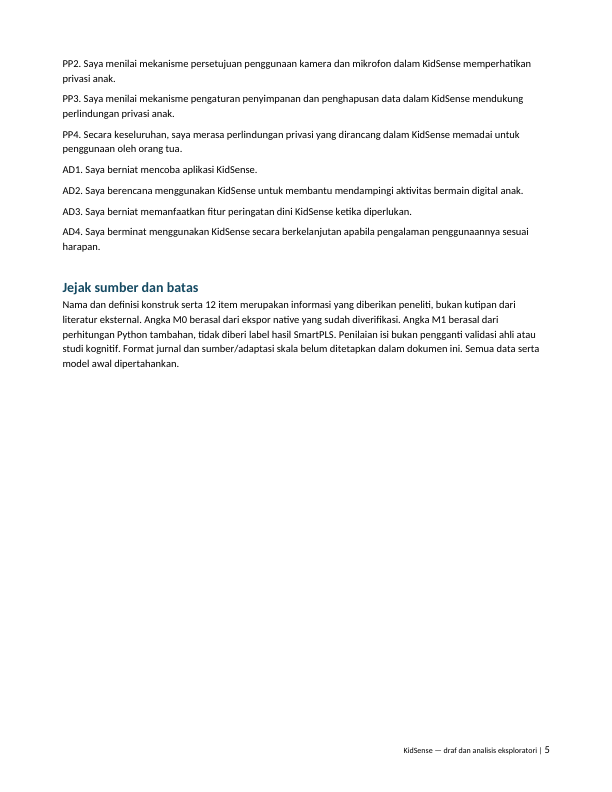 PP2. Saya menilai mekanisme persetujuan penggunaan kamera dan mikrofon dalam KidSense memperhatikan
privasi anak.
PP3. Saya menilai mekanisme pengaturan penyimpanan dan penghapusan data dalam KidSense mendukung
perlindungan privasi anak.
PP4. Secara keseluruhan, saya merasa perlindungan privasi yang dirancang dalam KidSense memadai untuk
penggunaan oleh orang tua.
AD1. Saya berniat mencoba aplikasi KidSense.
AD2. Saya berencana menggunakan KidSense untuk membantu mendampingi aktivitas bermain digital anak.
AD3. Saya berniat memanfaatkan fitur peringatan dini KidSense ketika diperlukan.
AD4. Saya berminat menggunakan KidSense secara berkelanjutan apabila pengalaman penggunaannya sesuai
harapan.
Jejak sumber dan batas
Nama dan definisi konstruk serta 12 item merupakan informasi yang diberikan peneliti, bukan kutipan dari
literatur eksternal. Angka M0 berasal dari ekspor native yang sudah diverifikasi. Angka M1 berasal dari
perhitungan Python tambahan, tidak diberi label hasil SmartPLS. Penilaian isi bukan pengganti validasi ahli atau
studi kognitif. Format jurnal dan sumber/adaptasi skala belum ditetapkan dalam dokumen ini. Semua data serta
model awal dipertahankan.
KidSense — draf dan analisis eksploratori | 5